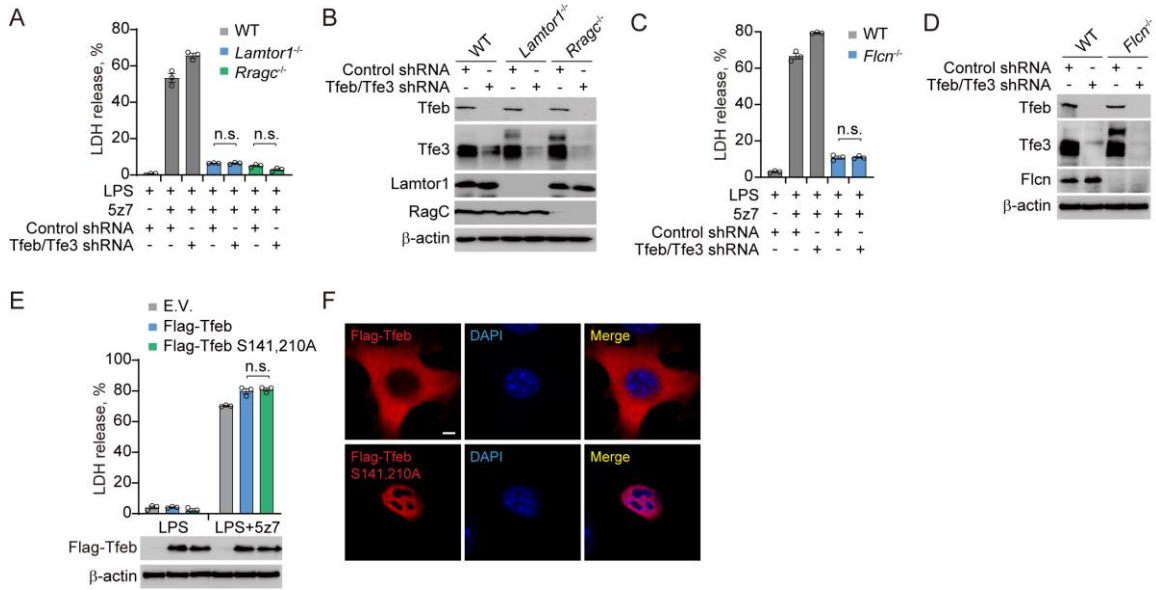 A
LDH release, %
80
60
40
20
0
WT
Lamtor1-/-
Rragc-/-
n.s. n.s.
LPS + + + + + + +
5z7 - + + + + + +
Control shRNA + + - + - + -
Tfeb/Tfe3 shRNA - - + - + - +
B
WT Lamtor1-/- Rragc-/-
Control shRNA + - + - + -
Tfeb/Tfe3 shRNA - + - + - +
Tfeb
Tfe3
Lamtor1
RagC
β-actin
C
LDH release, %
80
60
40
20
0
WT
Flcn-/-
n.s.
LPS + + + + +
5z7 - + + + +
Control shRNA + + - + -
Tfeb/Tfe3 shRNA - - + - +
D
WT Flcn-/-
Control shRNA + - + -
Tfeb/Tfe3 shRNA - + - +
Tfeb
Tfe3
Flcn
β-actin
E
E.V.
Flag-Tfeb
Flag-Tfeb S141,210A
LDH release, %
100
80
60
40
20
0
n.s.
LPS LPS+5z7
Flag-Tfeb
β-actin
F
Flag-Tfeb DAPI Merge
Flag-Tfeb DAPI Merge
S141,210A